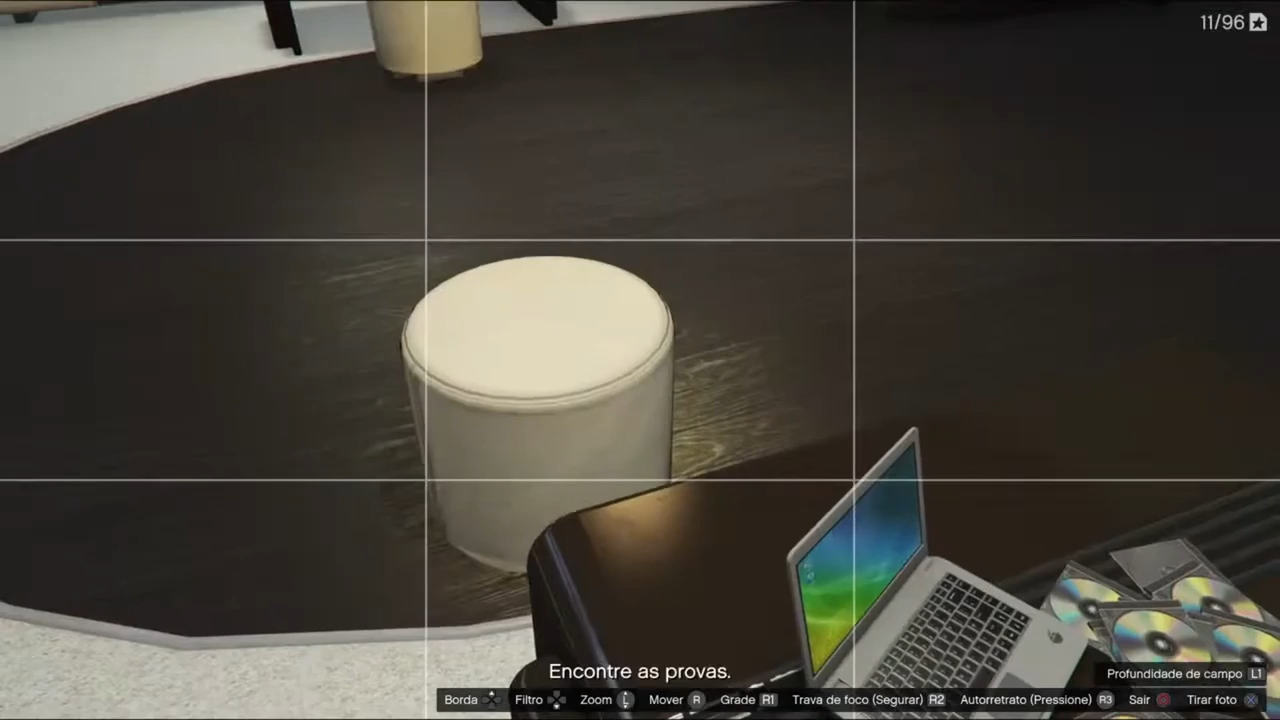 11/96
Encontre as provas.
Profundidade de campo L1
Borda Filtro Zoom L Mover R Grade R1 Trava de foco (Segurar) R2 Autorretrato (Pressione) R3 Sair Tirar foto